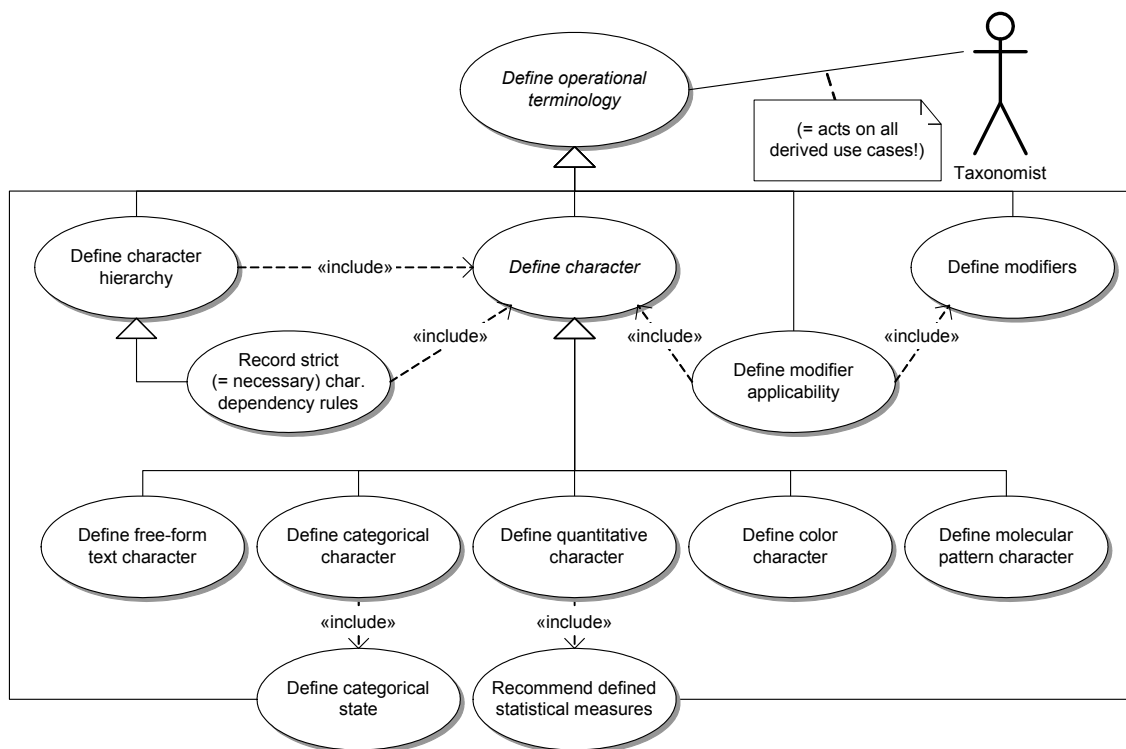 Define operational
terminology
(= acts on all
derived use cases!)
Taxonomist
Define character
hierarchy
«include»
Define character
Define modifiers
«include»
«include»
«include»
Record strict
(= necessary) char.
dependency rules
Define modifier
applicability
Define free-form
text character
Define categorical
character
Define quantitative
character
Define color
character
Define molecular
pattern character
«include»
«include»
Define categorical
state
Recommend defined
statistical measures